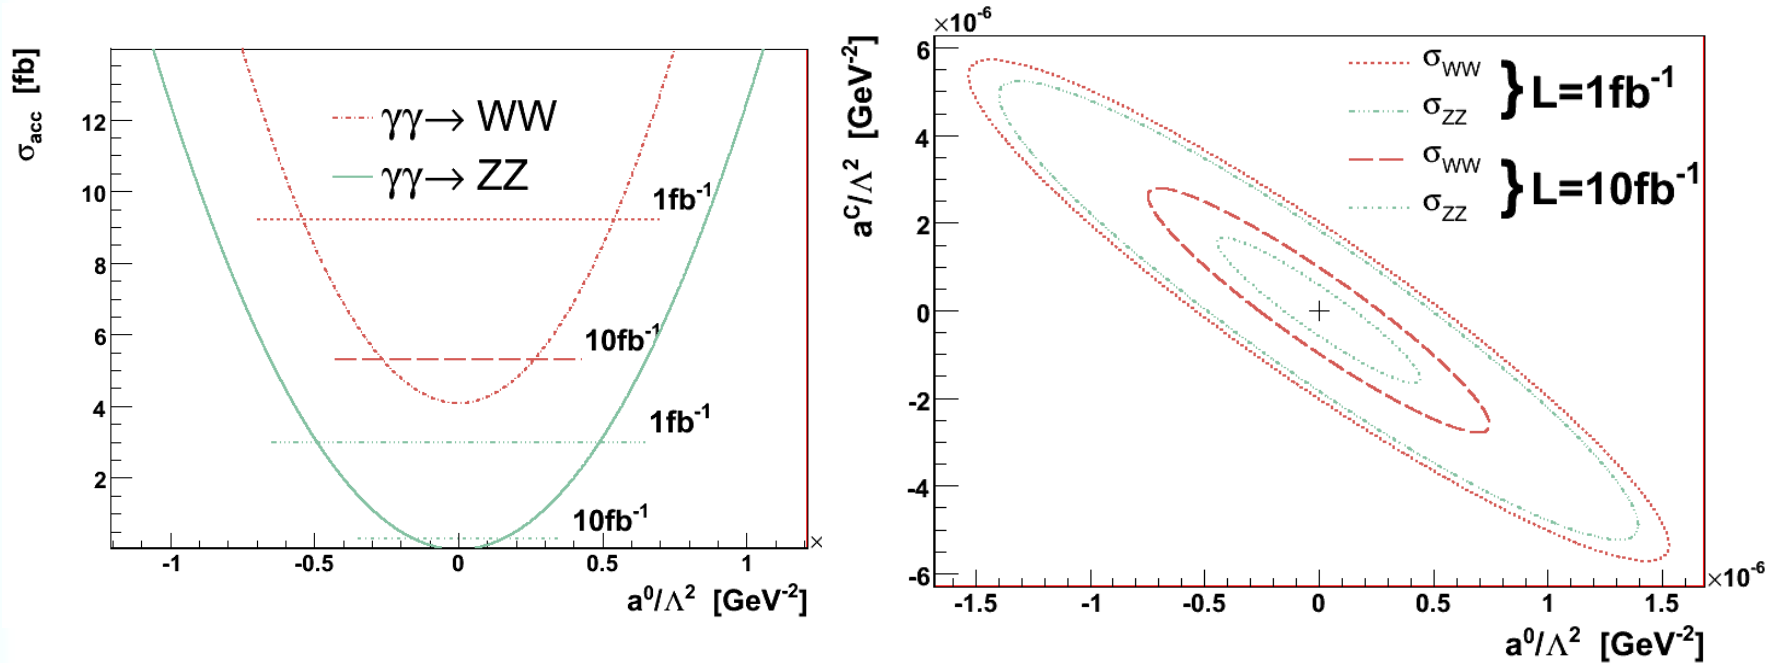 σacc [fb]
12
10
8
6
4
2
γγ→ WW
γγ→ ZZ
1fb-1
10fb-1
1fb-1
10fb-1
-1 -0.5 0 0.5 1
×
a0/Λ2 [GeV-2]
×10-6
aC/Λ2 [GeV-2]
6
4
2
0
-2
-4
-6
σWW
σZZ
} L=1fb-1
σWW
σZZ
} L=10fb-1
-1.5 -1 -0.5 0 0.5 1 1.5
×10-6
a0/Λ2 [GeV-2]